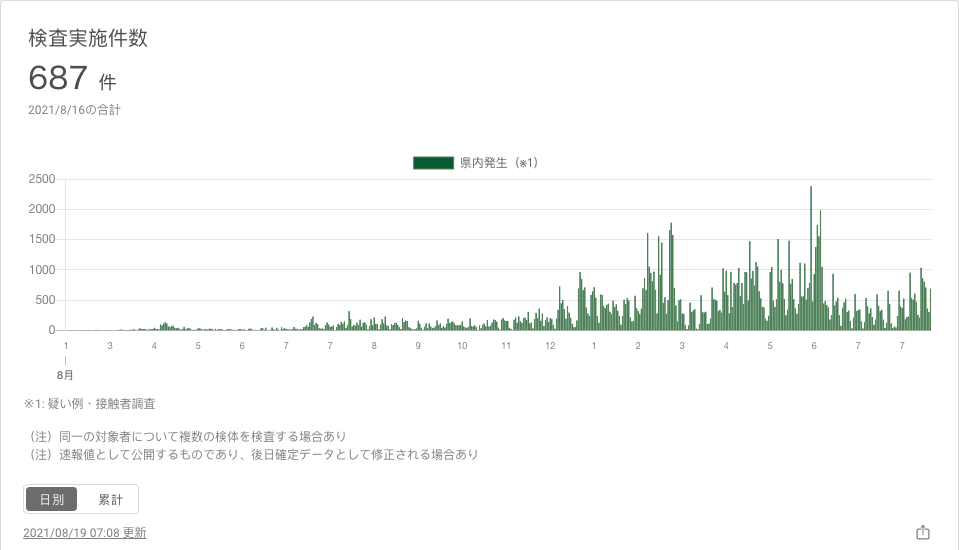 検査実施件数
687 件
2021/8/16の合計
県内発生（※1）
2500
2000
1500
1000
500
0
1 3 4 5 6 7 7 8 9 10 11 12 1 2 3 4 5 6 7 7
8月
※1: 疑い例・接触者調査
（注）同一の対象者について複数の検体を検査する場合あり
（注）速報値として公開するものであり、後日確定データとして修正される場合あり
日別 累計
2021/08/19 07:08 更新